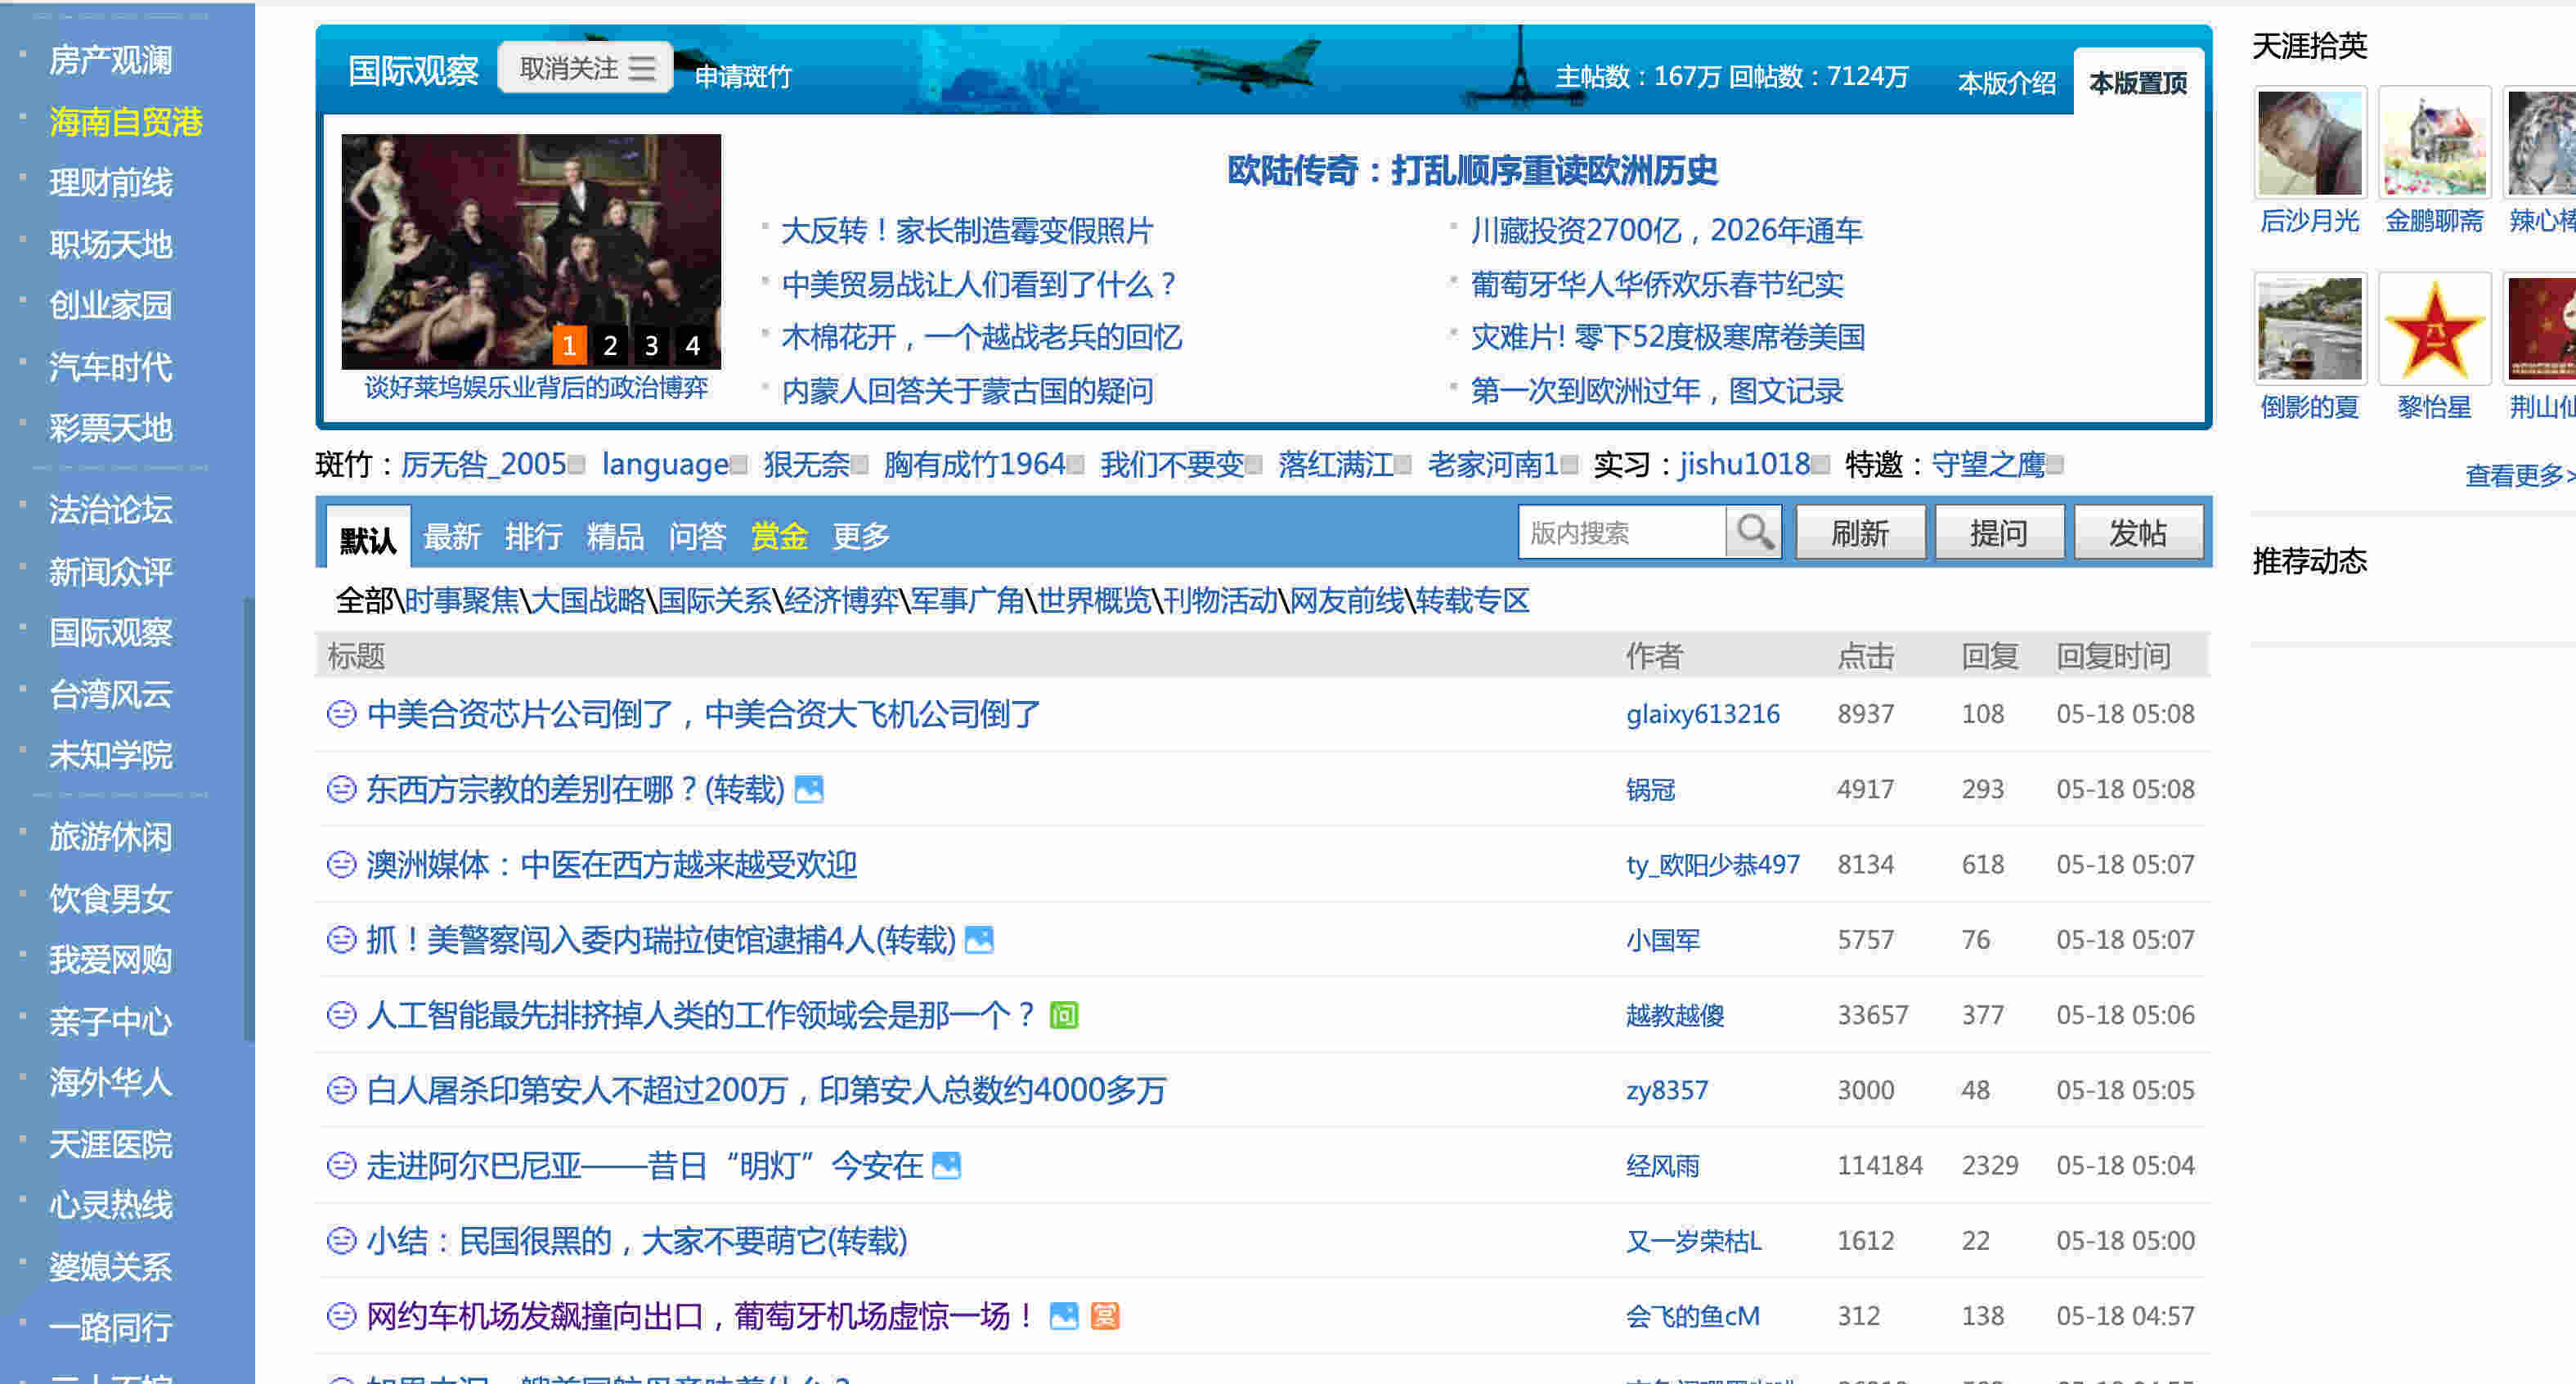 房产观澜
海南自贸港
理财前线
职场天地
创业家园
汽车时代
彩票天地
法治论坛
新闻众评
国际观察
台湾风云
未知学院
旅游休闲
饮食男女
我爱网购
亲子中心
海外华人
天涯医院
心灵热线
婆媳关系
一路同行
国际观察 取消关注 申请斑竹 主帖数：167万 回帖数：7124万 本版介绍 本版置顶
1 2 3 4
谈好莱坞娱乐业背后的政治博弈
欧陆传奇：打乱顺序重读欧洲历史
大反转！家长制造霉变假照片 川藏投资2700亿，2026年通车
中美贸易战让人们看到了什么？ 葡萄牙华人华侨欢乐春节纪实
木棉花开，一个越战老兵的回忆 灾难片! 零下52度极寒席卷美国
内蒙人回答关于蒙古国的疑问 第一次到欧洲过年，图文记录
斑竹：厉无咎_2005 language 狠无奈 胸有成竹1964 我们不要变 落红满江 老家河南1 实习：jishu1018 特邀：守望之鹰
默认 最新 排行 精品 问答 赏金 更多 版内搜索 刷新 提问 发帖
全部\时事聚焦\大国战略\国际关系\经济博弈\军事广角\世界概览\刊物活动\网友前线\转载专区
标题 作者 点击 回复 回复时间
中美合资芯片公司倒了，中美合资大飞机公司倒了 glaixy613216 8937 108 05-18 05:08
东西方宗教的差别在哪？(转载) 锅冠 4917 293 05-18 05:08
澳洲媒体：中医在西方越来越受欢迎 ty_欧阳少恭497 8134 618 05-18 05:07
抓！美警察闯入委内瑞拉使馆逮捕4人(转载) 小国军 5757 76 05-18 05:07
人工智能最先排挤掉人类的工作领域会是那一个？ 问 越教越傻 33657 377 05-18 05:06
白人屠杀印第安人不超过200万，印第安人总数约4000多万 zy8357 3000 48 05-18 05:05
走进阿尔巴尼亚——昔日“明灯”今安在 经风雨 114184 2329 05-18 05:04
小结：民国很黑的，大家不要萌它(转载) 又一岁荣枯L 1612 22 05-18 05:00
网约车机场发飙撞向出口，葡萄牙机场虚惊一场！ 赏 会飞的鱼cM 312 138 05-18 04:57
天涯拾英
后沙月光 金鹏聊斋 辣心
倒影的夏 黎怡星 荆山
查看更多>
推荐动态